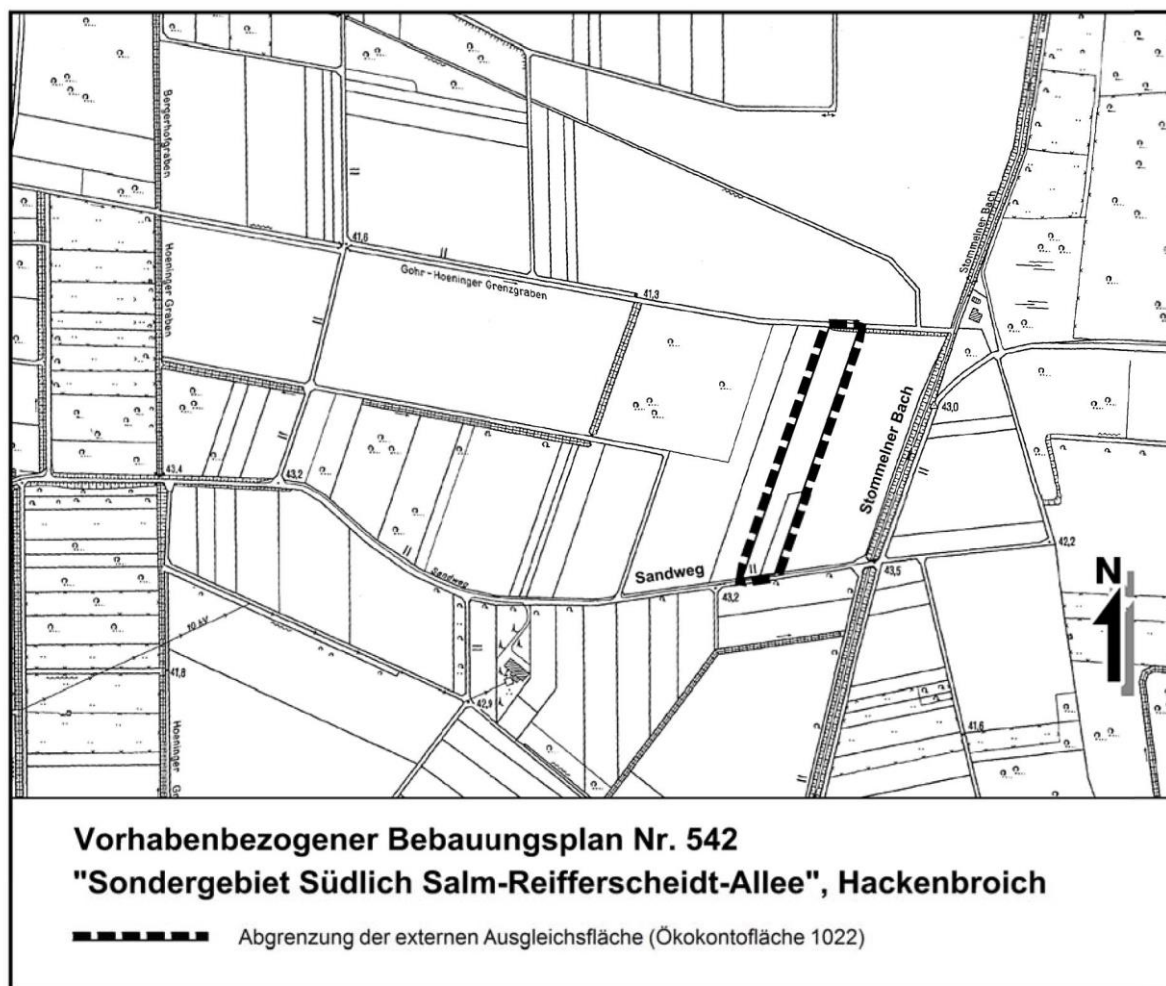 Bergerhofgraben
Stommelner Bach
Hoeninger Graben
41,6
Gohr-Hoeninger Grenzgraben
41,3
43,0
Stommelner Bach
43,4
43,2
42,2
Sandweg
Sandweg
43,5
43,2
N
10 kV
41,8
42,9
41,6
Hoeninger
Vorhabenbezogener Bebauungsplan Nr. 542
"Sondergebiet Südlich Salm-Reifferscheidt-Allee", Hackenbroich
Abgrenzung der externen Ausgleichsfläche (Ökokontofläche 1022)